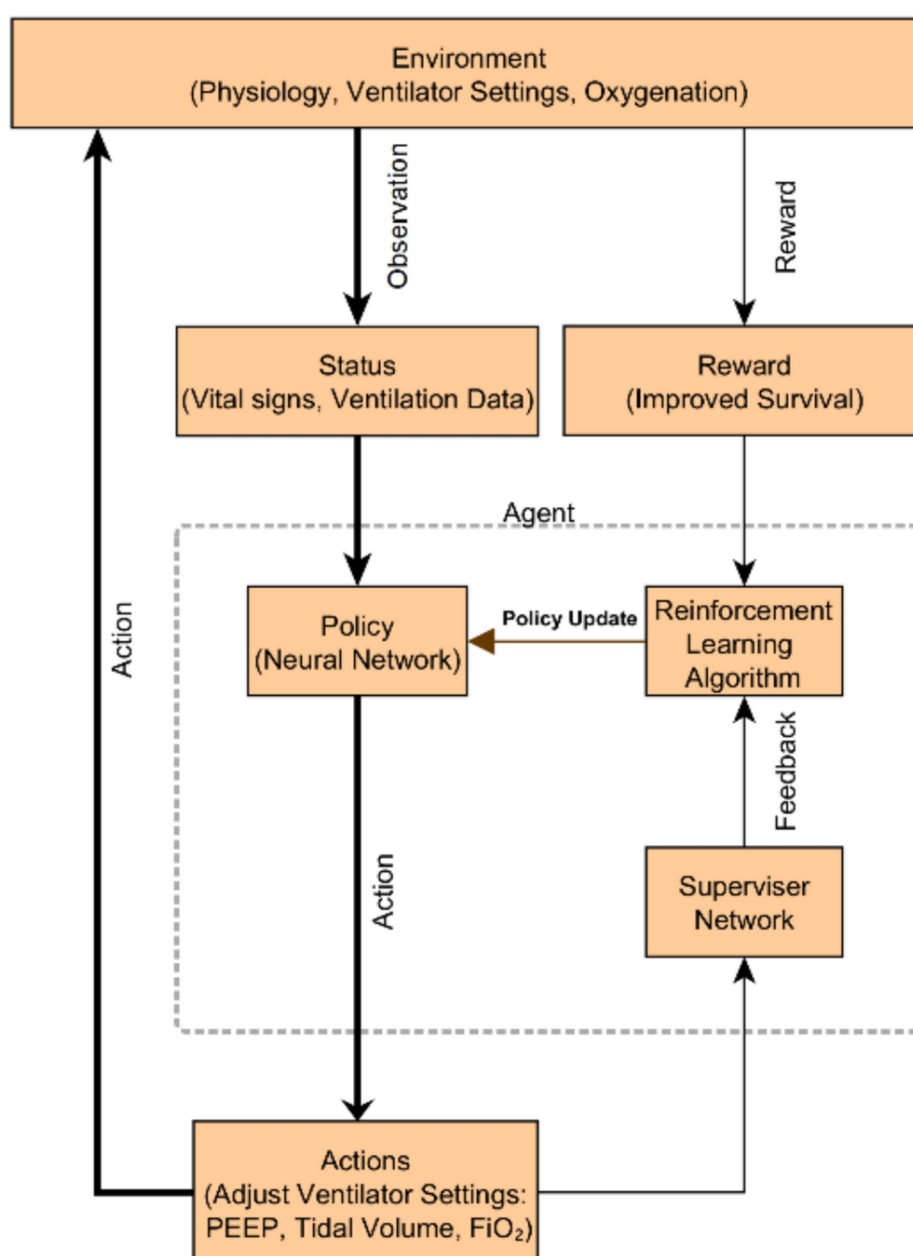 Environment
(Physiology, Ventilator Settings, Oxygenation)
Observation
Reward
Status
(Vital signs, Ventilation Data)
Reward
(Improved Survival)
Agent
Action
Policy
(Neural Network)
Policy Update
Reinforcement
Learning
Algorithm
Feedback
Action
Superviser
Network
Actions
(Adjust Ventilator Settings:
PEEP, Tidal Volume, FiO₂)